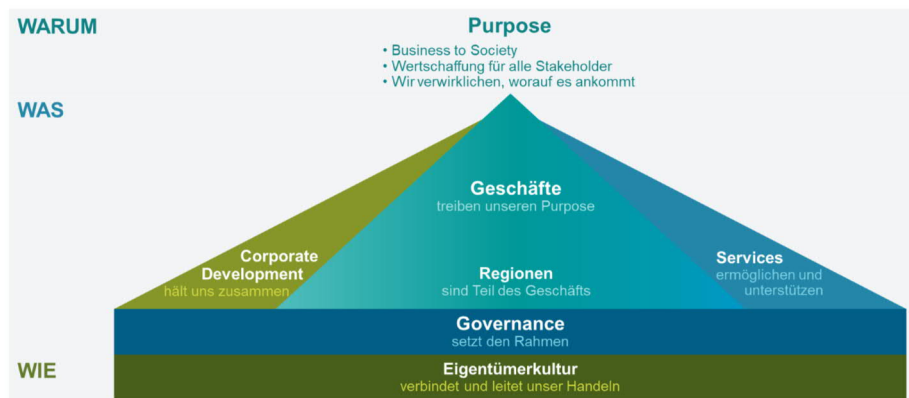 WARUM
Purpose
• Business to Society
• Wertschaffung für alle Stakeholder
• Wir verwirklichen, worauf es ankommt
WAS
Geschäfte
treiben unseren Purpose
Corporate
Development
hält uns zusammen
Regionen
sind Teil des Geschäfts
Services
ermöglichen und
unterstützen
Governance
setzt den Rahmen
WIE
Eigentümerkultur
verbindet und leitet unser Handeln